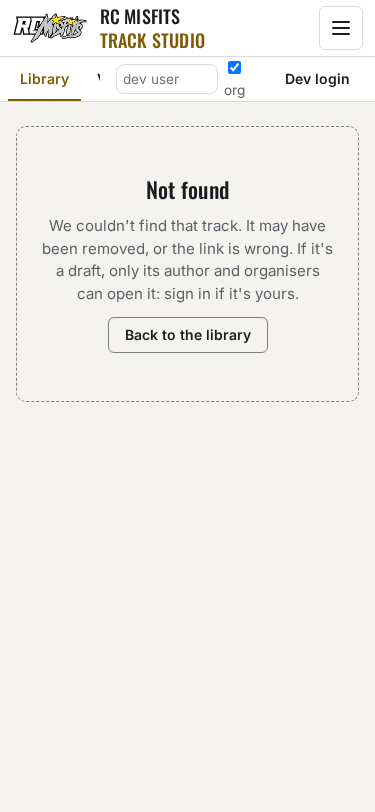 RC Misfits
RC MISFITS
TRACK STUDIO
Library
dev user
org
Dev login
Not found
We couldn't find that track. It may have
been removed, or the link is wrong. If it's
a draft, only its author and organisers
can open it: sign in if it's yours.
Back to the library